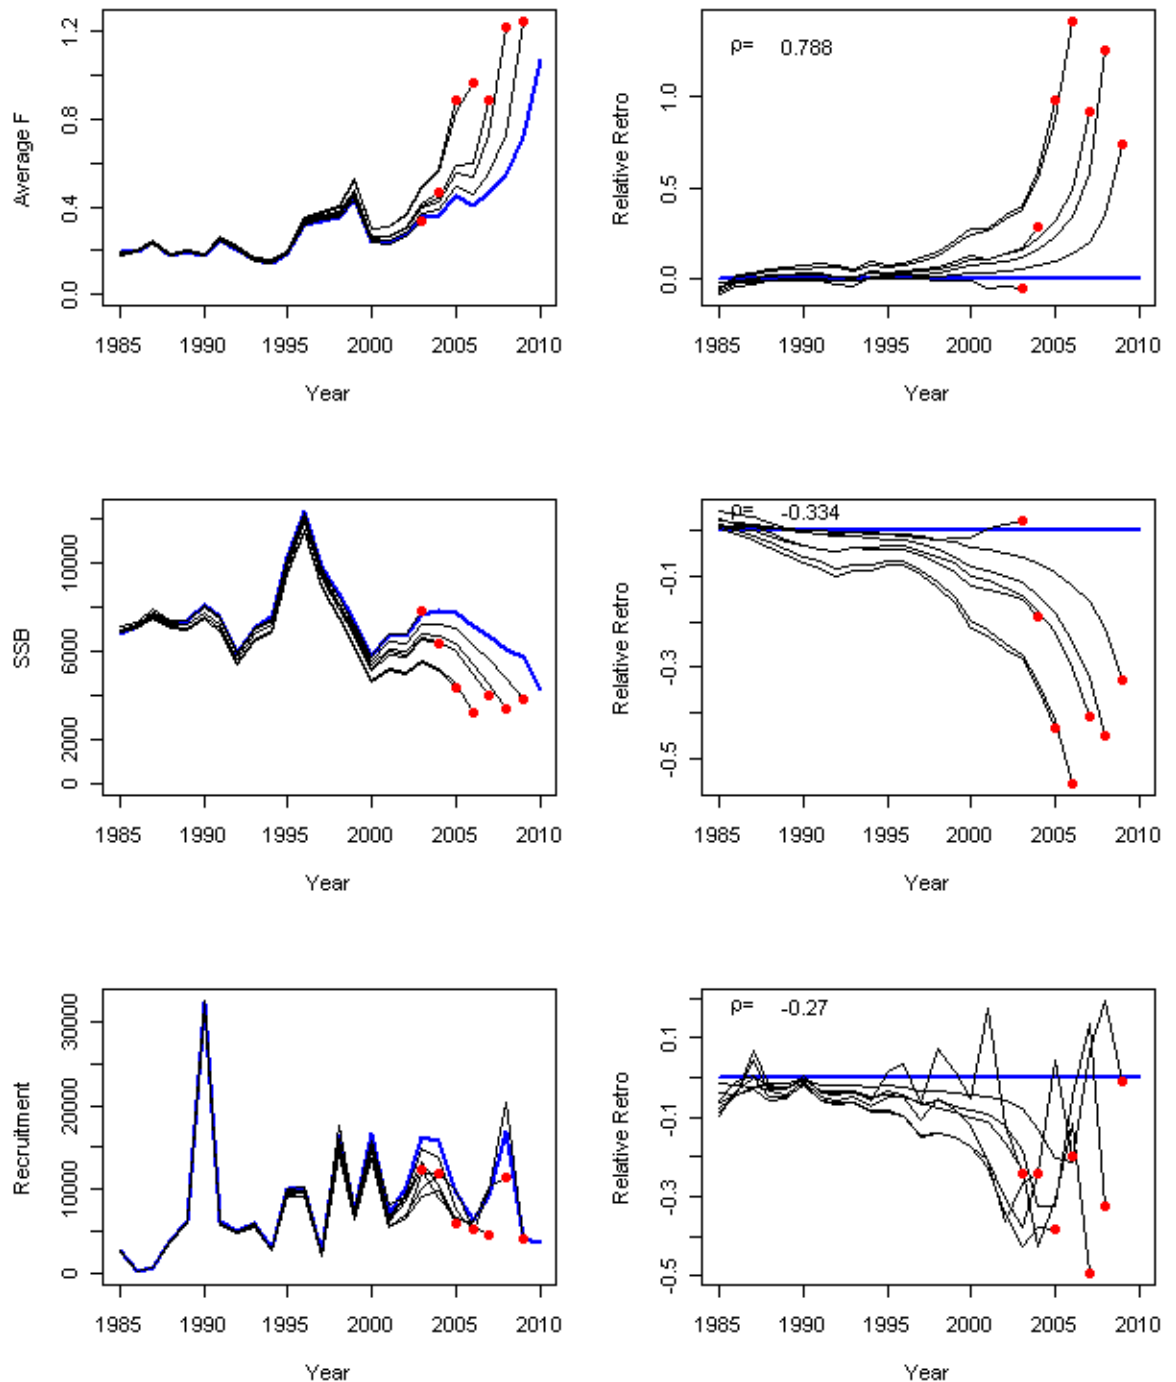 Average F
0.0 0.4 0.8 1.2
1985 1990 1995 2000 2005 2010
Year
ρ= 0.788
Relative Retro
0.0 0.5 1.0
1985 1990 1995 2000 2005 2010
Year
SSB
0 2000 6000 10000
1985 1990 1995 2000 2005 2010
Year
ρ= -0.334
Relative Retro
-0.5 -0.3 -0.1
1985 1990 1995 2000 2005 2010
Year
Recruitment
0 10000 20000 30000
1985 1990 1995 2000 2005 2010
Year
ρ= -0.27
Relative Retro
-0.5 -0.3 -0.1 0.1
1985 1990 1995 2000 2005 2010
Year